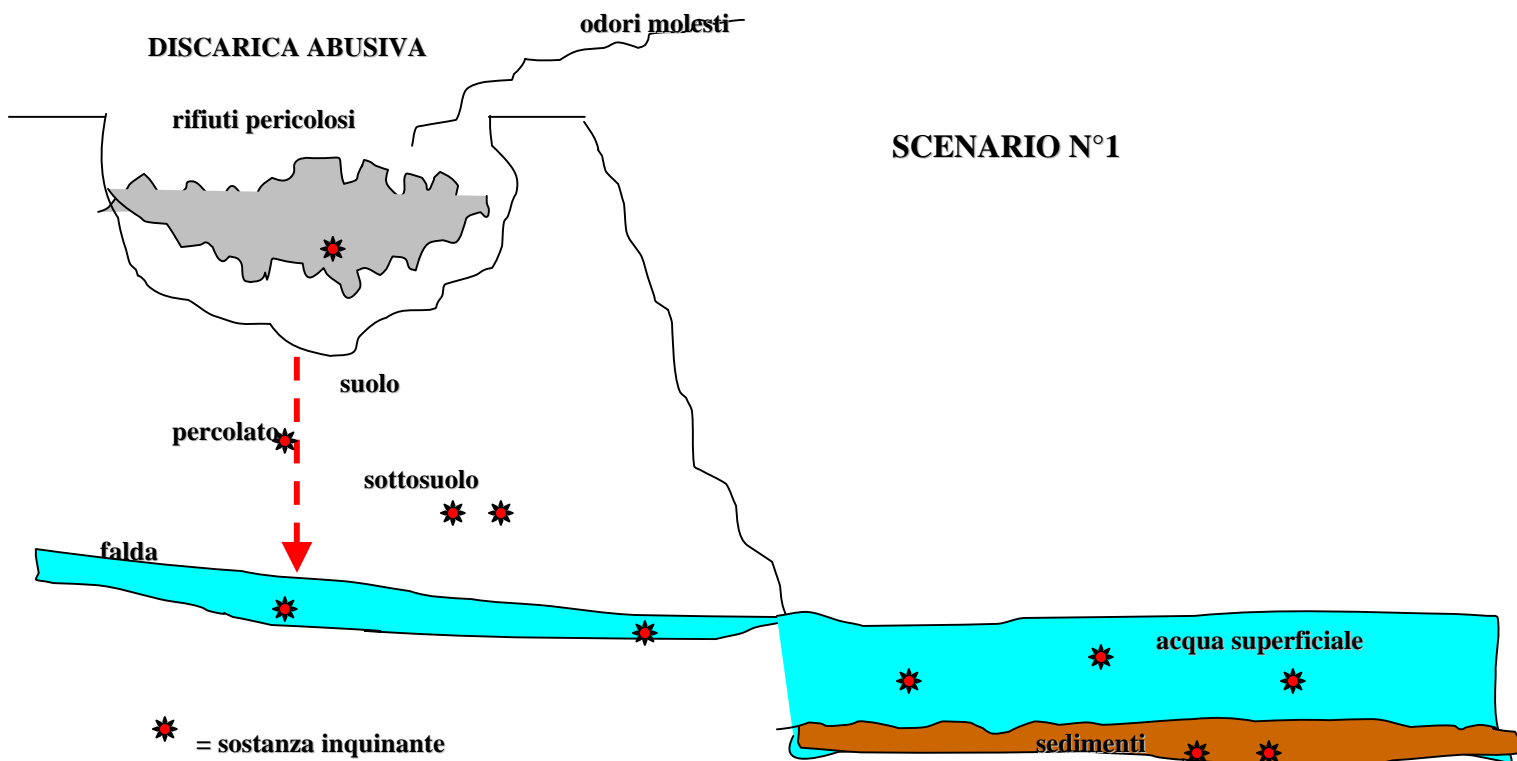 odori molesti
DISCARICA ABUSIVA
rifiuti pericolosi
SCENARIO N°1
suolo
percolato
sottosuolo
falda
acqua superficiale
sedimenti
= sostanza inquinante